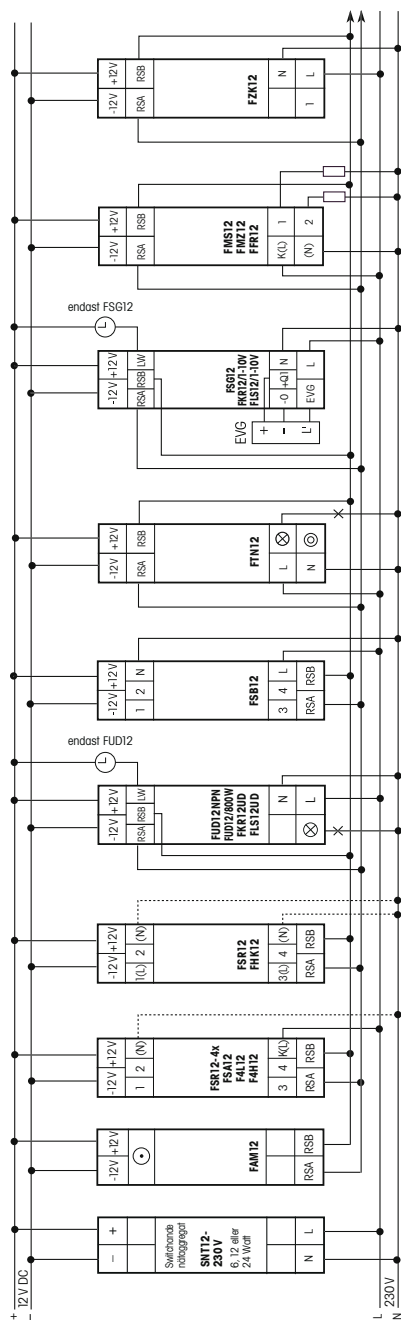 +12V
-12V
RSB
RSA
FZK12
N
L
1
+12V
-12V
RSB
RSA
FMS12
FMZ12
FFR12
K(L)
1
(N)
2
endast FSG12
-12V +12V
RSA RSB LW
FSG12
FKR12/1-10V
FLS12/1-10V
-0 +Q1 N
EVG
L
EVG
+
–
L'
+12V
-12V
RSB
RSA
FTN12
L
N
-12V +12V
1 2 N
FSB12
3 4 L
RSA RSB
endast FUD12
-12V +12V
RSA RSB LW
FUD12NPN
FUD12/800W
FKR12UD
FLS12UD
N
L
-12V +12V
1(L) 2 (N)
FSR12
FHK12
3(L) 4 (N)
RSA RSB
-12V +12V
1 2 (N)
FSR12-4x
FSA12
F4L12
F4H12
3 4 K(L)
RSA RSB
-12V +12V
FAM12
RSA RSB
– +
Switchande
nätaggregat
SNT12-
230V
6, 12 eller
24 Watt
N L
+
12V DC
–
L
230V
N